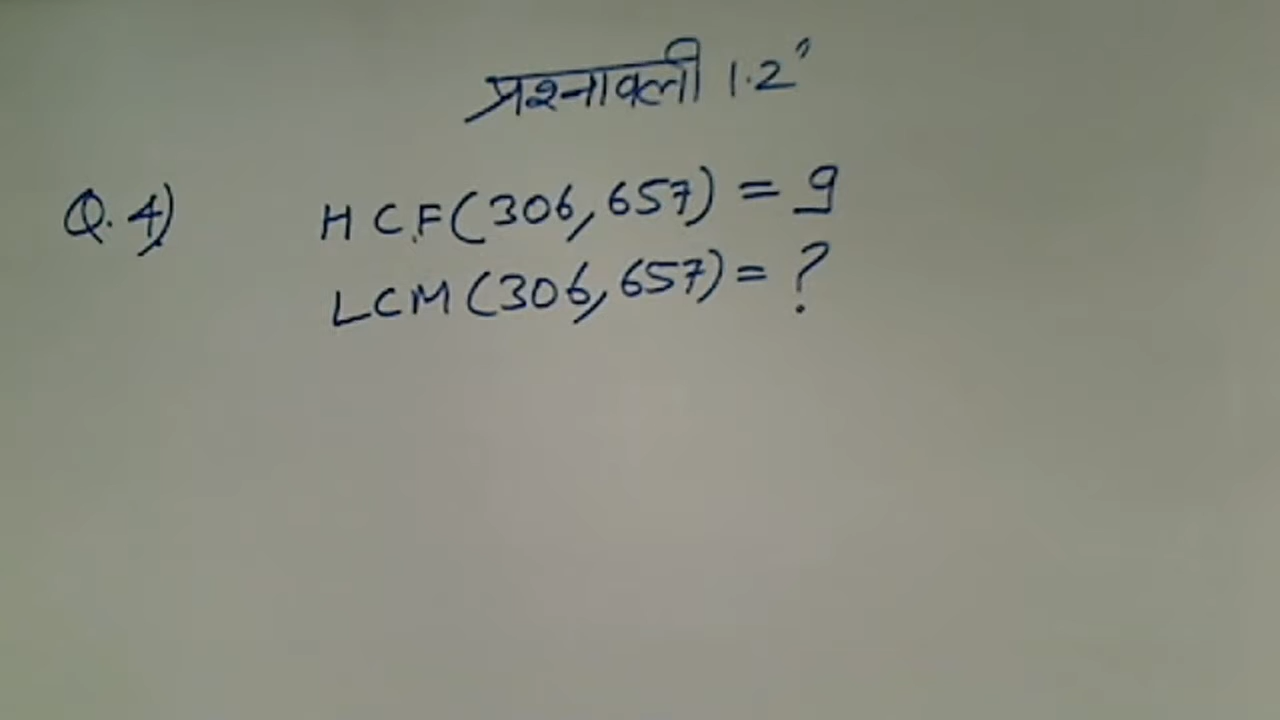 प्रश्नावली 1.2
Q.4) HCF(306,657) = 9
LCM(306,657) = ?